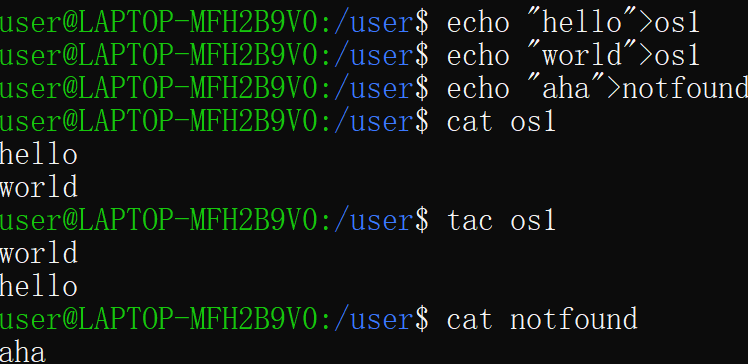 user@LAPTOP-MFH2B9V0:/user$ echo "hello">os1
user@LAPTOP-MFH2B9V0:/user$ echo "world">os1
user@LAPTOP-MFH2B9V0:/user$ echo "aha">notfound
user@LAPTOP-MFH2B9V0:/user$ cat os1
hello
world
user@LAPTOP-MFH2B9V0:/user$ tac os1
world
hello
user@LAPTOP-MFH2B9V0:/user$ cat notfound
aha